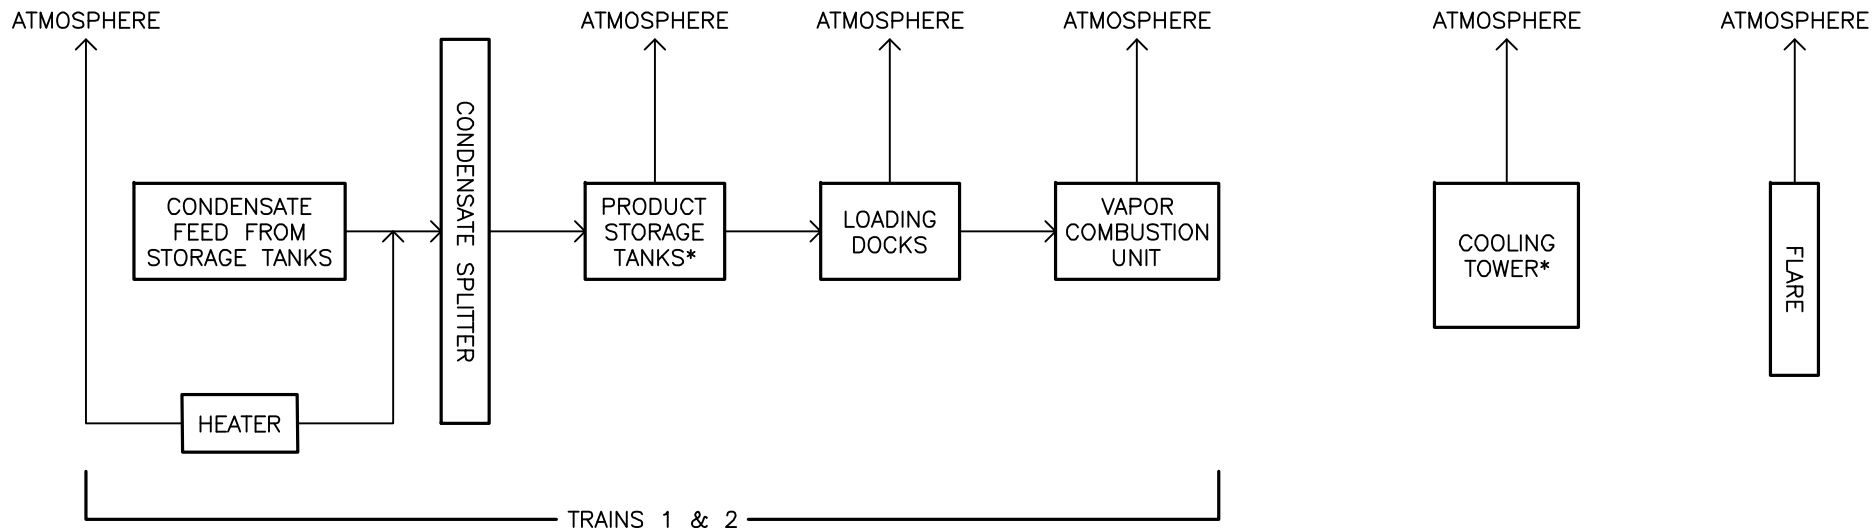 ATMOSPHERE
ATMOSPHERE
ATMOSPHERE
ATMOSPHERE
ATMOSPHERE
ATMOSPHERE
CONDENSATE
FEED FROM
STORAGE TANKS
CONDENSATE SPLITTER
PRODUCT
STORAGE
TANKS*
LOADING
DOCKS
VAPOR
COMBUSTION
UNIT
COOLING
TOWER*
FLARE
HEATER
TRAINS 1 & 2